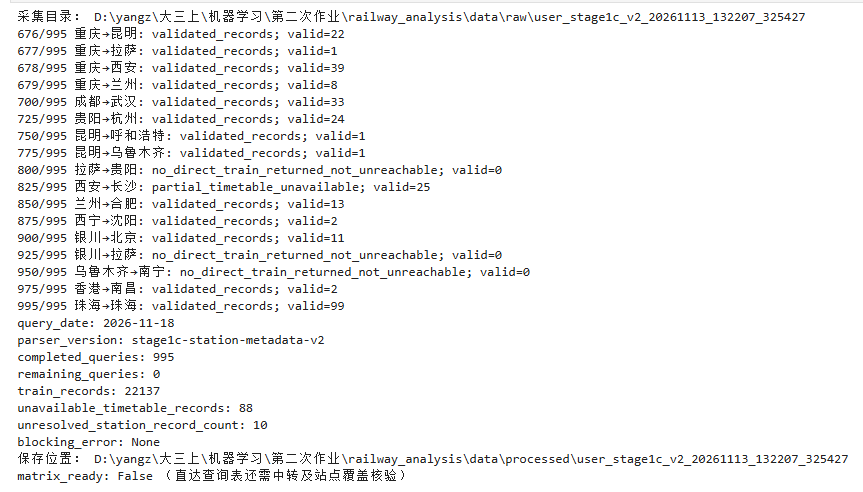 采集目录： D:\yangz\大三上\机器学习\第二次作业\railway_analysis\data\raw\user_stage1c_v2_20261113_132207_325427
676/995 重庆→昆明: validated_records; valid=22
677/995 重庆→拉萨: validated_records; valid=1
678/995 重庆→西安: validated_records; valid=39
679/995 重庆→兰州: validated_records; valid=8
700/995 成都→武汉: validated_records; valid=33
725/995 贵阳→杭州: validated_records; valid=24
750/995 昆明→呼和浩特: validated_records; valid=1
775/995 昆明→乌鲁木齐: validated_records; valid=1
800/995 拉萨→贵阳: no_direct_train_returned_not_unreachable; valid=0
825/995 西安→长沙: partial_timetable_unavailable; valid=25
850/995 兰州→合肥: validated_records; valid=13
875/995 西宁→沈阳: validated_records; valid=2
900/995 银川→北京: validated_records; valid=11
925/995 银川→拉萨: no_direct_train_returned_not_unreachable; valid=0
950/995 乌鲁木齐→南宁: no_direct_train_returned_not_unreachable; valid=0
975/995 香港→南昌: validated_records; valid=2
995/995 珠海→珠海: validated_records; valid=99
query_date: 2026-11-18
parser_version: stage1c-station-metadata-v2
completed_queries: 995
remaining_queries: 0
train_records: 22137
unavailable_timetable_records: 88
unresolved_station_record_count: 10
blocking_error: None
保存位置： D:\yangz\大三上\机器学习\第二次作业\railway_analysis\data\processed\user_stage1c_v2_20261113_132207_325427
matrix_ready: False （直达查询表还需中转及站点覆盖核验）